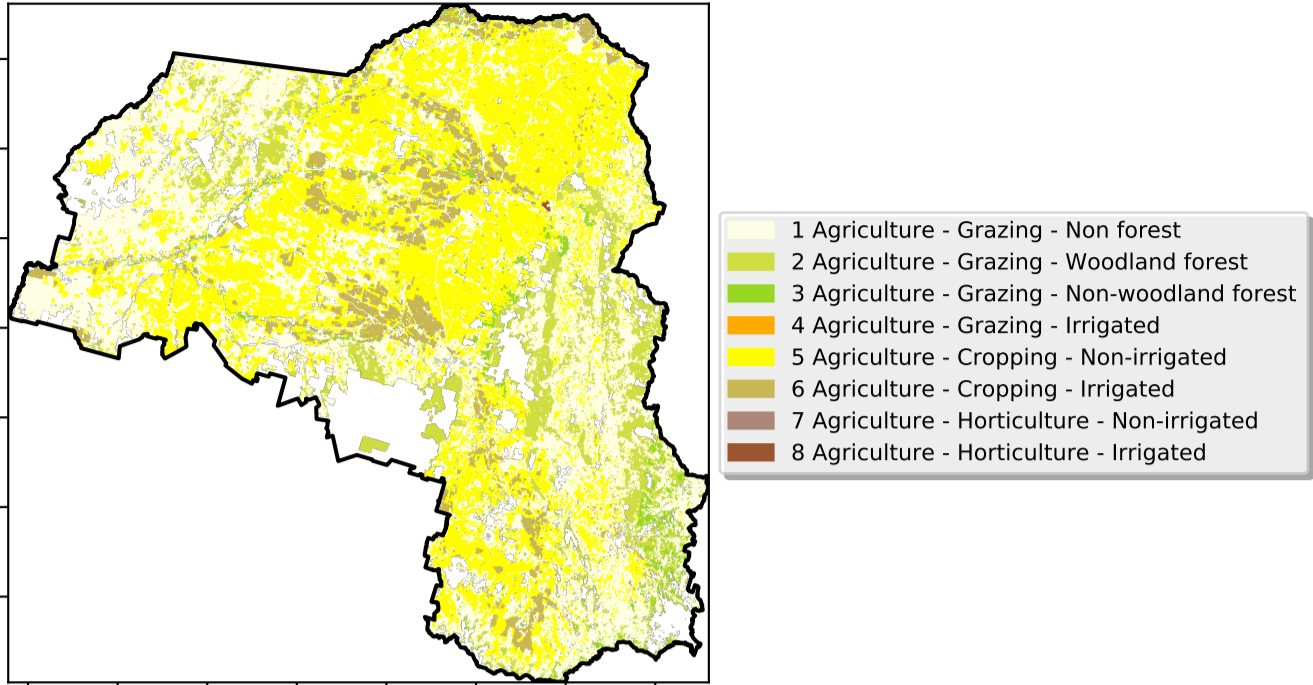 1 Agriculture - Grazing - Non forest
2 Agriculture - Grazing - Woodland forest
3 Agriculture - Grazing - Non-woodland forest
4 Agriculture - Grazing - Irrigated
5 Agriculture - Cropping - Non-irrigated
6 Agriculture - Cropping - Irrigated
7 Agriculture - Horticulture - Non-irrigated
8 Agriculture - Horticulture - Irrigated